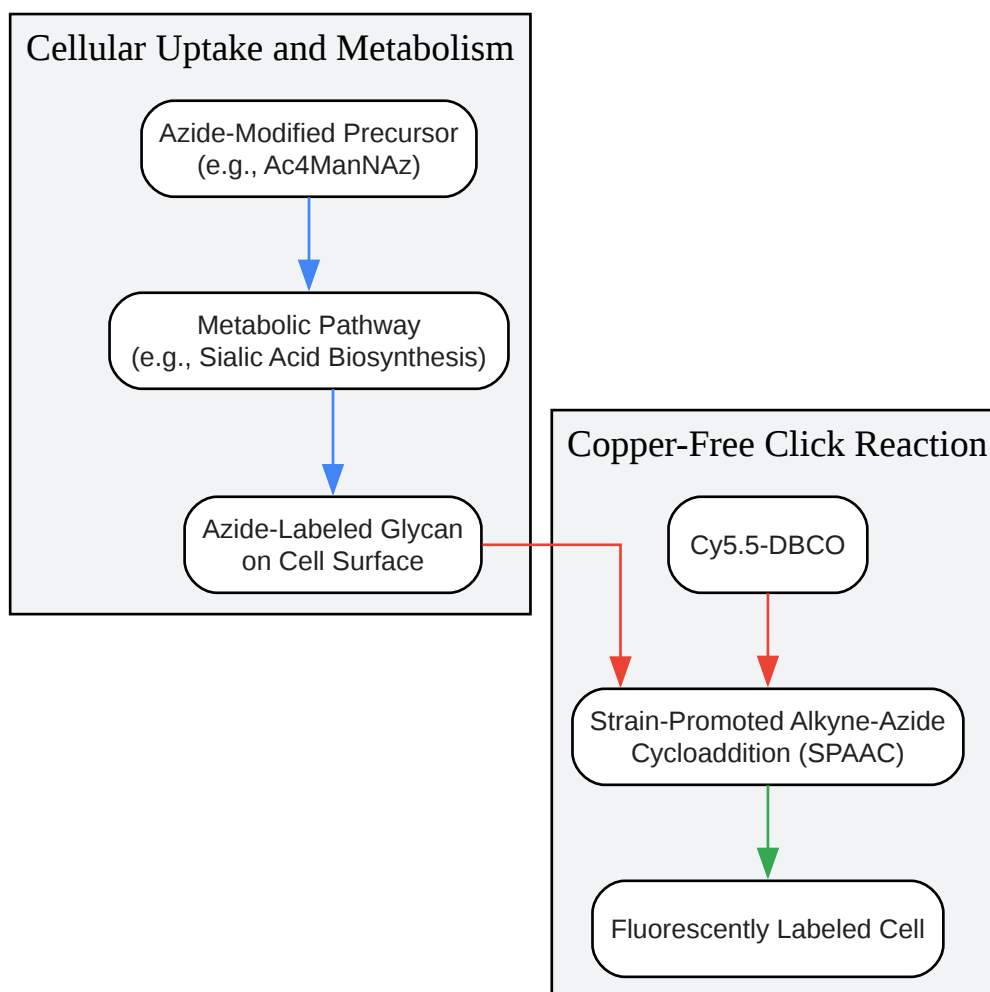 Cellular Uptake and Metabolism
Azide-Modified Precursor
(e.g., Ac4ManNAz)
Metabolic Pathway
(e.g., Sialic Acid Biosynthesis)
Azide-Labeled Glycan
on Cell Surface
Copper-Free Click Reaction
Cy5.5-DBCO
Strain-Promoted Alkyne-Azide
Cycloaddition (SPAAC)
Fluorescently Labeled Cell